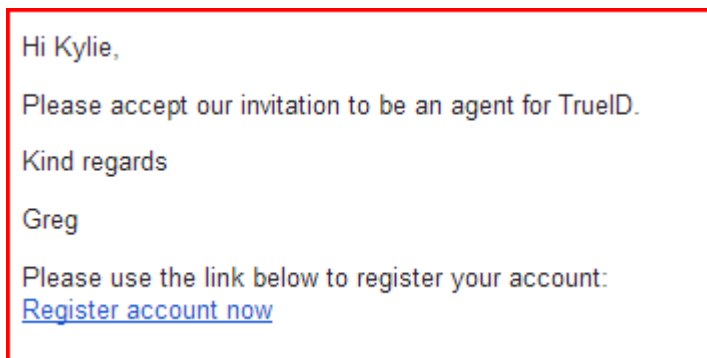 Hi Kylie,
Please accept our invitation to be an agent for TrueID.
Kind regards
Greg
Please use the link below to register your account:
Register account now